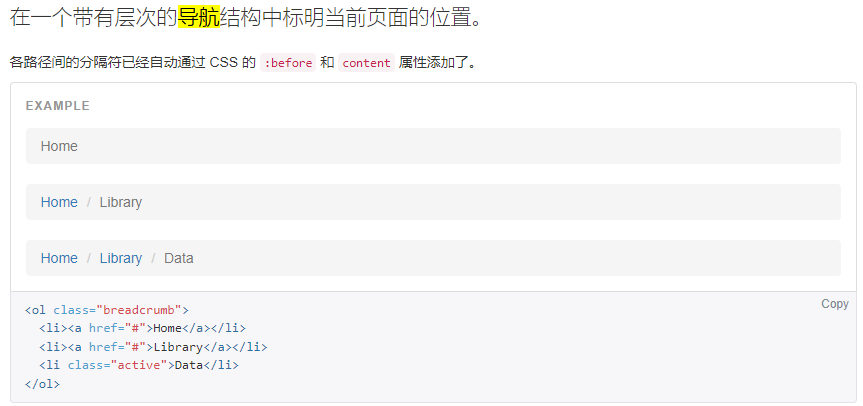 在一个带有层次的导航结构中标明当前页面的位置。
各路径间的分隔符已经自动通过 CSS 的 :before 和 content 属性添加了。
EXAMPLE
Home
Home / Library
Home / Library / Data
Copy
<ol class="breadcrumb">
  <li><a href="#">Home</a></li>
  <li><a href="#">Library</a></li>
  <li class="active">Data</li>
</ol>